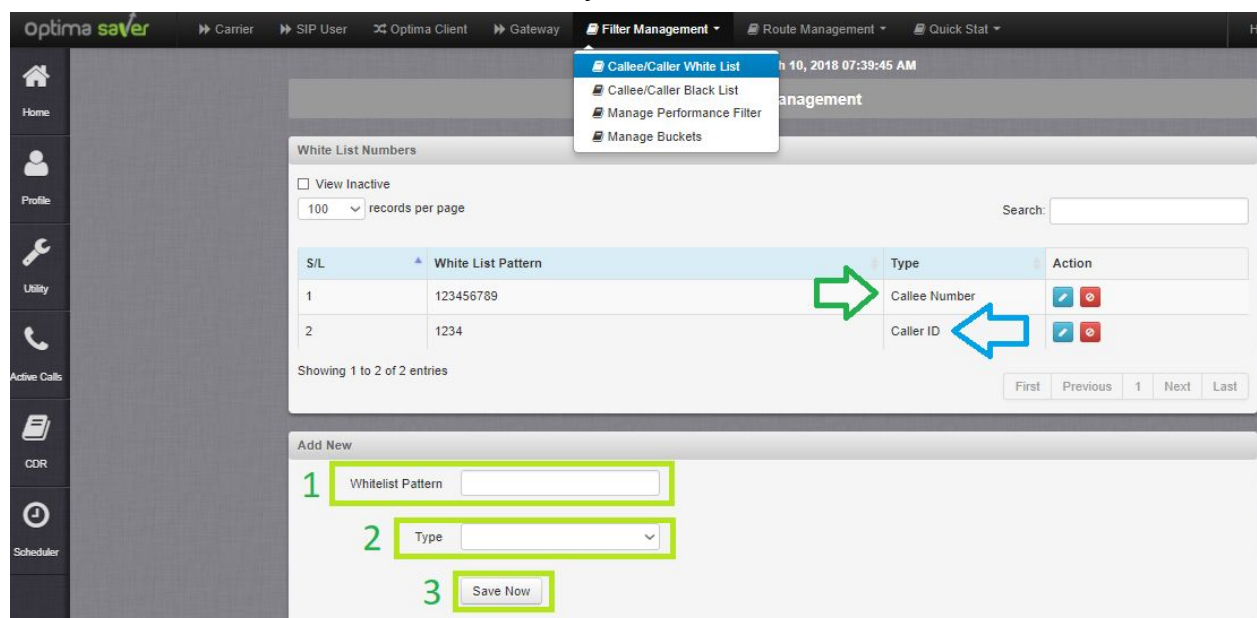 optima saver
Carrier SIP User Optima Client Gateway Filter Management Route Management Quick Stat H
Callee/Caller White List
Callee/Caller Black List
Manage Performance Filter
Manage Buckets
h 10, 2018 07:39:45 AM
anagement
Home
Profile
Utility
Active Calls
CDR
Scheduler
White List Numbers
View Inactive
100 records per page
Search:
S/L White List Pattern Type Action
1 123456789 Callee Number
2 1234 Caller ID
Showing 1 to 2 of 2 entries
First Previous 1 Next Last
Add New
1 Whitelist Pattern
2 Type
3 Save Now